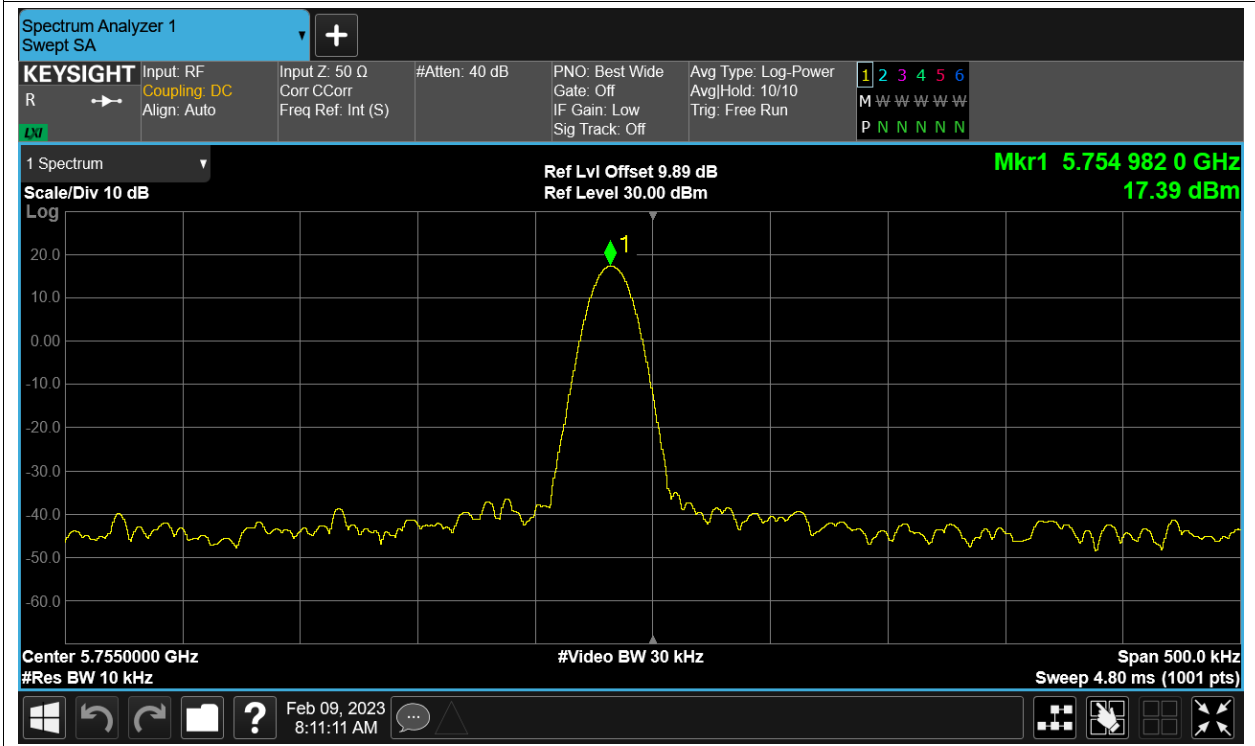 Spectrum Analyzer 1
Swept SA
KEYSIGHT
R
LXI
Input: RF
Coupling: DC
Align: Auto
Input Z: 50 Ω
Corr CCorr
Freq Ref: Int (S)
#Atten: 40 dB
PNO: Best Wide
Gate: Off
IF Gain: Low
Sig Track: Off
Avg Type: Log-Power
Avg|Hold: 10/10
Trig: Free Run
1 2 3 4 5 6
M W W W W W
P N N N N N
1 Spectrum
Scale/Div 10 dB
Log
Ref Lvl Offset 9.89 dB
Ref Level 30.00 dBm
Mkr1 5.754 982 0 GHz
17.39 dBm
1
20.0
10.0
0.00
-10.0
-20.0
-30.0
-40.0
-50.0
-60.0
Center 5.7550000 GHz
#Res BW 10 kHz
#Video BW 30 kHz
Span 500.0 kHz
Sweep 4.80 ms (1001 pts)
?
Feb 09, 2023
8:11:11 AM